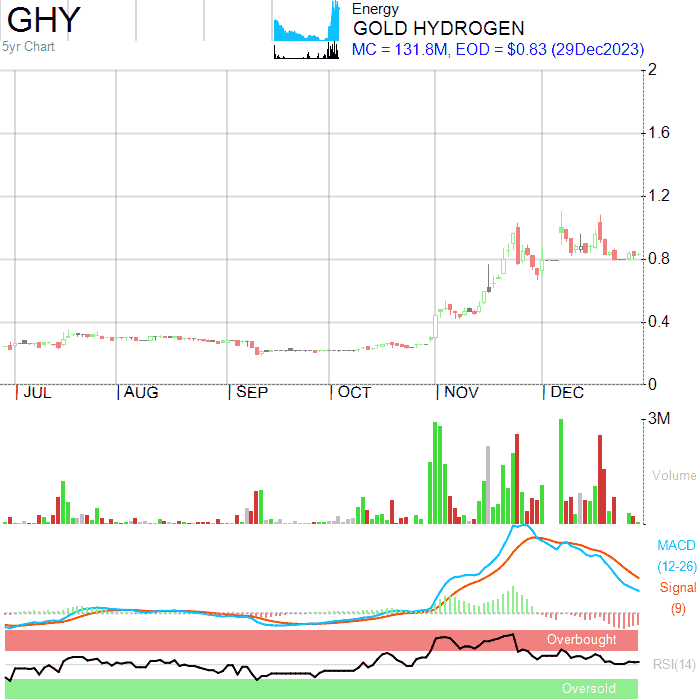 GHY
5yr Chart
Energy
GOLD HYDROGEN
MC = 131.8M, EOD = $0.83 (29Dec2023)
2
1.6
1.2
0.8
0.4
0
JUL AUG SEP OCT NOV DEC
3M
Volume
MACD
(12-26)
Signal
(9)
Overbought
RSI(14)
Oversold